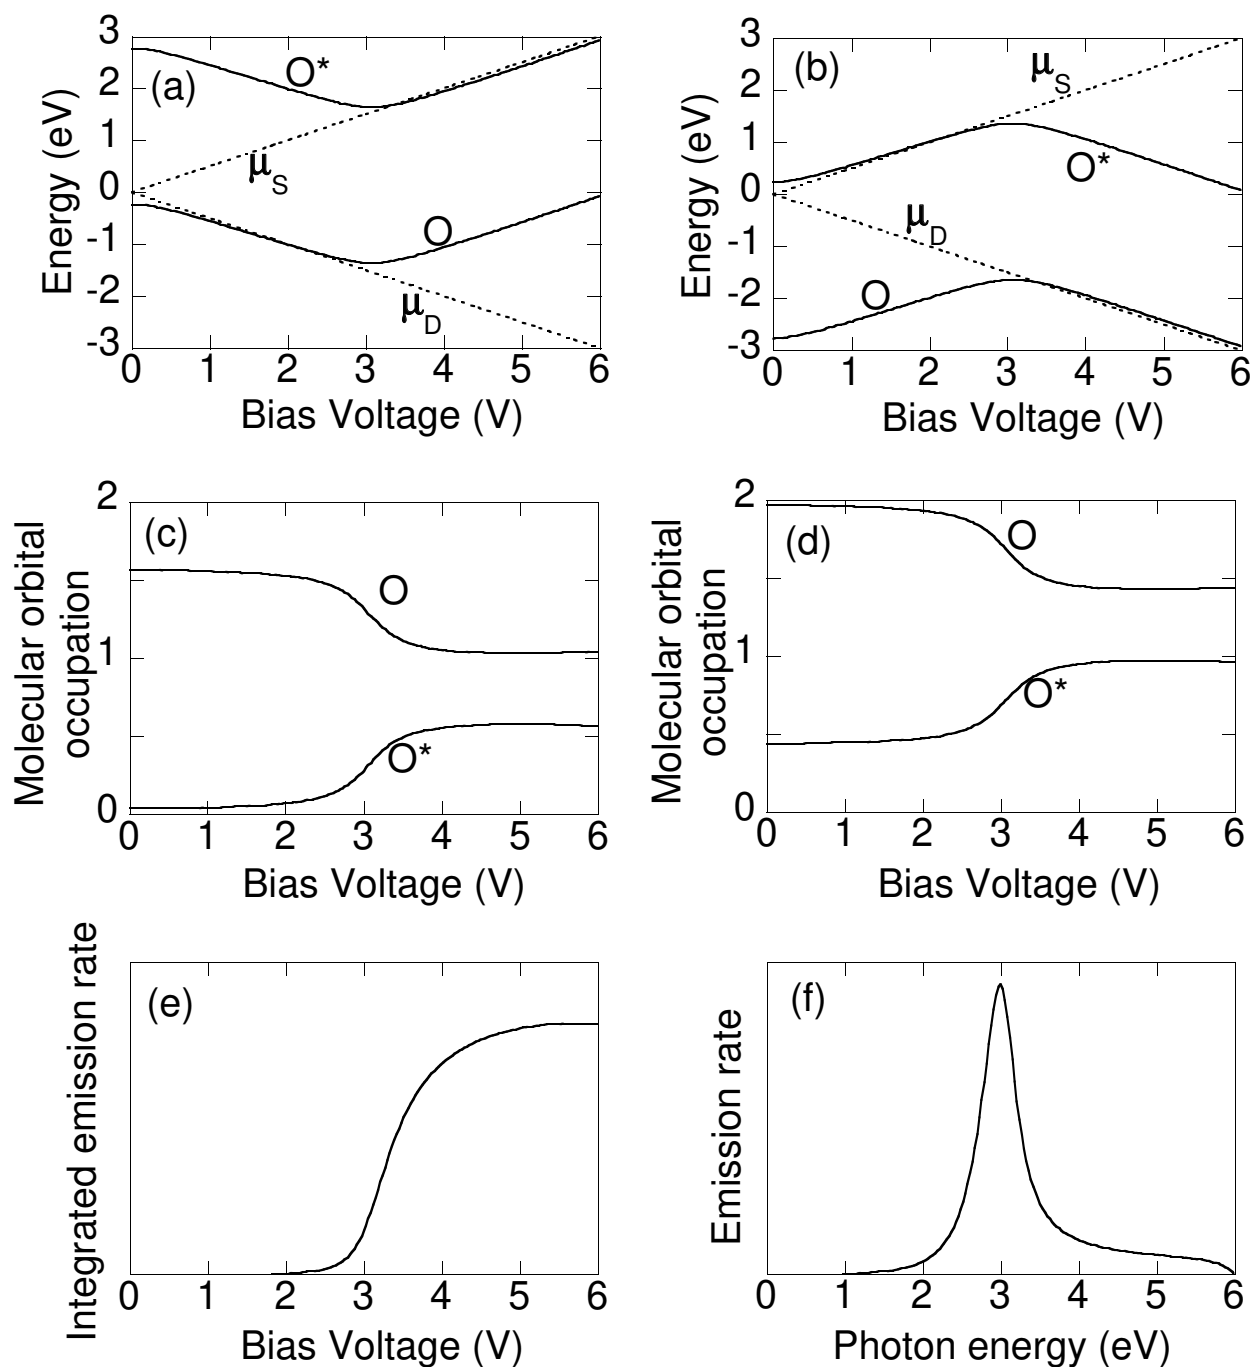 (a)
O*
μS
O
μD
3
2
1
0
-1
-2
-3
0 1 2 3 4 5 6
Energy (eV)
Bias Voltage (V)
(b)
μS
O*
μD
O
3
2
1
0
-1
-2
-3
0 1 2 3 4 5 6
Energy (eV)
Bias Voltage (V)
(c)
O
O*
2
1
0
0 1 2 3 4 5 6
Molecular orbital
occupation
Bias Voltage (V)
(d)
O
O*
2
1
0
0 1 2 3 4 5 6
Molecular orbital
occupation
Bias Voltage (V)
(e)
0 1 2 3 4 5 6
Integrated emission rate
Bias Voltage (V)
(f)
0 1 2 3 4 5 6
Emission rate
Photon energy (eV)